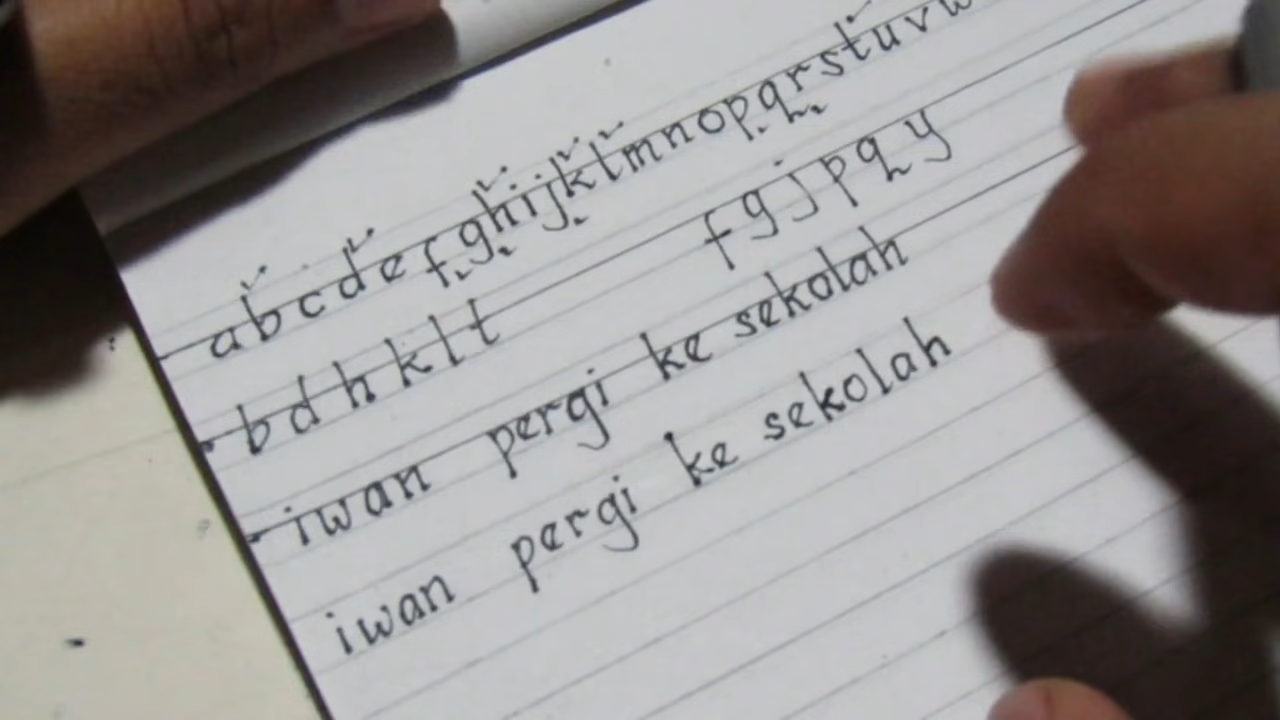 abcdefghijklmnopqrstuvw
bdhklt fgjpqy
iwan pergi ke sekolah
iwan pergi ke sekolah